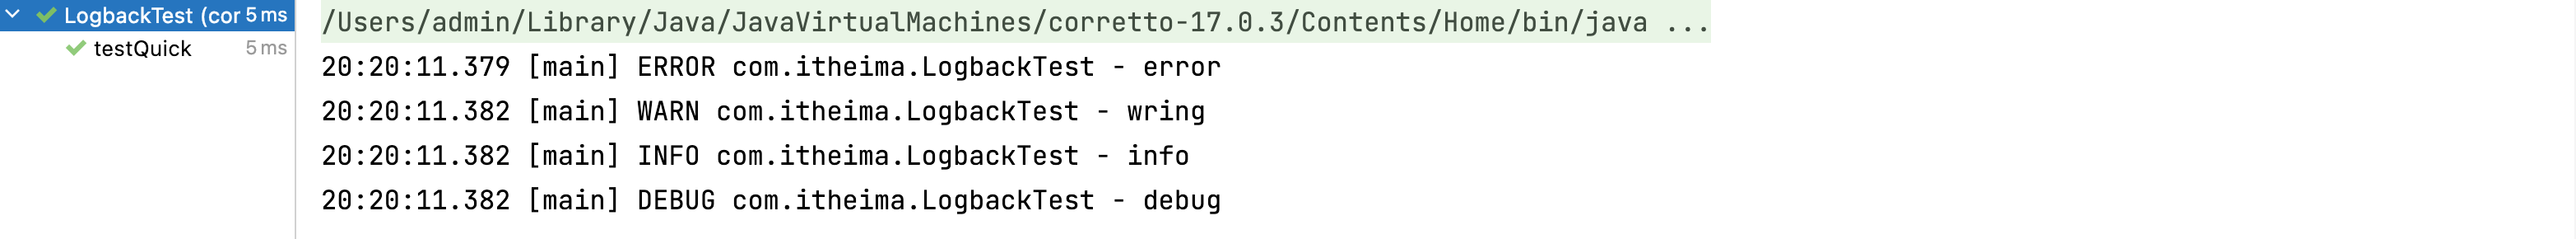 LogbackTest (cor 5 ms
testQuick 5 ms
/Users/admin/Library/Java/JavaVirtualMachines/corretto-17.0.3/Contents/Home/bin/java ...
20:20:11.379 [main] ERROR com.itheima.LogbackTest - error
20:20:11.382 [main] WARN com.itheima.LogbackTest - wring
20:20:11.382 [main] INFO com.itheima.LogbackTest - info
20:20:11.382 [main] DEBUG com.itheima.LogbackTest - debug